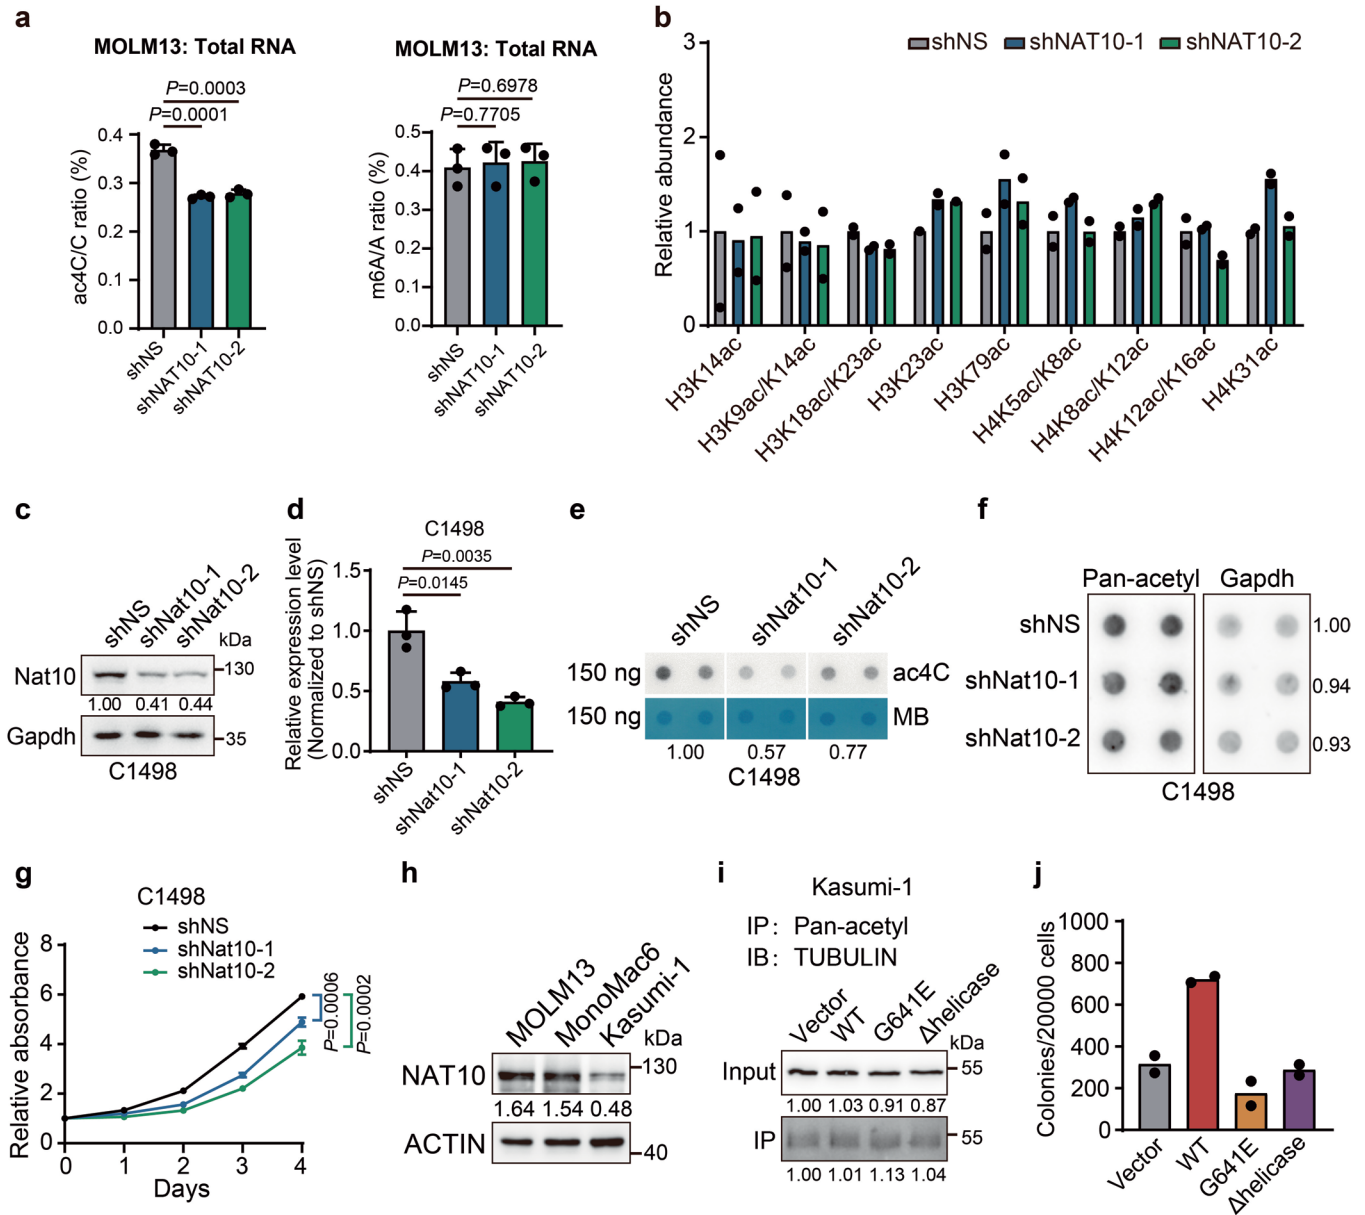 a
MOLM13: Total RNA
P=0.0003
P=0.0001
ac4C/C ratio (%)
0.4
0.3
0.2
0.1
0.0
shNS
shNAT10-1
shNAT10-2
MOLM13: Total RNA
P=0.6978
P=0.7705
m6A/A ratio (%)
0.5
0.4
0.3
0.2
0.1
0.0
shNS
shNAT10-1
shNAT10-2
b
shNS shNAT10-1 shNAT10-2
Relative abundance
3
2
1
0
H3K14ac
H3K9ac/K14ac
H3K18ac/K23ac
H3K23ac
H3K79ac
H4K5ac/K8ac
H4K8ac/K12ac
H4K12ac/K16ac
H4K31ac
c
shNS
shNat10-1
shNat10-2
kDa
Nat10
130
1.00 0.41 0.44
Gapdh
35
C1498
d
C1498
P=0.0035
P=0.0145
Relative expression level
(Normalized to shNS)
1.5
1.0
0.5
0.0
shNS
shNat10-1
shNat10-2
e
shNS
shNat10-1
shNat10-2
150 ng
ac4C
150 ng
MB
1.00 0.57 0.77
C1498
f
Pan-acetyl Gapdh
shNS
1.00
shNat10-1
0.94
shNat10-2
0.93
C1498
g
C1498
shNS
shNat10-1
shNat10-2
Relative absorbance
8
6
4
2
0
P=0.0006
P=0.0002
0 1 2 3 4
Days
h
MOLM13
MonoMac6
Kasumi-1
kDa
NAT10
130
1.64 1.54 0.48
ACTIN
40
i
Kasumi-1
IP: Pan-acetyl
IB: TUBULIN
Vector
WT
G641E
Δhelicase
kDa
Input
55
1.00 1.03 0.91 0.87
IP
55
1.00 1.01 1.13 1.04
j
Colonies/20000 cells
1000
800
600
400
200
0
Vector
WT
G641E
Δhelicase